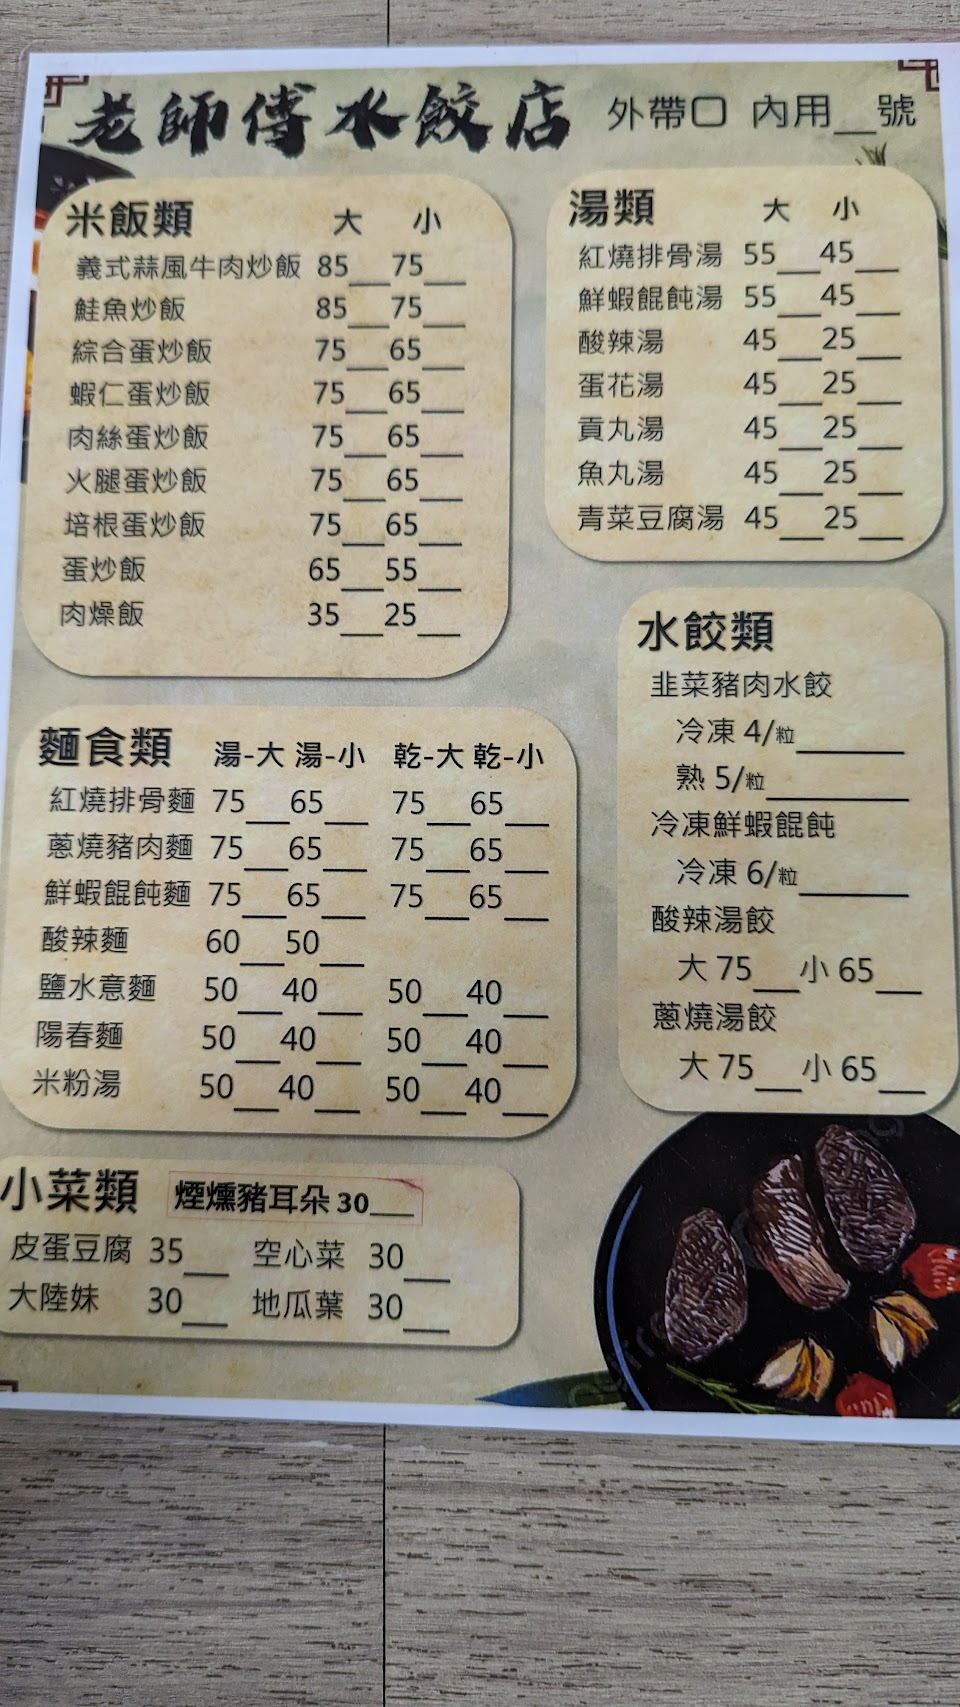 老師傅水餃店 外帶□ 內用__號
米飯類 大 小
義式蒜風牛肉炒飯 85__75__
鮭魚炒飯 85__75__
綜合蛋炒飯 75__65__
蝦仁蛋炒飯 75__65__
肉絲蛋炒飯 75__65__
火腿蛋炒飯 75__65__
培根蛋炒飯 75__65__
蛋炒飯 65__55__
肉燥飯 35__25__
湯類 大 小
紅燒排骨湯 55__45__
鮮蝦餛飩湯 55__45__
酸辣湯 45__25__
蛋花湯 45__25__
貢丸湯 45__25__
魚丸湯 45__25__
青菜豆腐湯 45__25__
水餃類
韭菜豬肉水餃
冷凍 4/粒_____
熟 5/粒_______
冷凍鮮蝦餛飩
冷凍 6/粒_____
酸辣湯餃
大 75__小 65__
蔥燒湯餃
大 75__小 65__
麵食類 湯-大 湯-小 乾-大 乾-小
紅燒排骨麵 75__65__ 75__65__
蔥燒豬肉麵 75__65__ 75__65__
鮮蝦餛飩麵 75__65__ 75__65__
酸辣麵 60__50__
鹽水意麵 50__40__ 50__40__
陽春麵 50__40__ 50__40__
米粉湯 50__40__ 50__40__
小菜類 煙燻豬耳朵 30__
皮蛋豆腐 35__ 空心菜 30__
大陸妹 30__ 地瓜葉 30__